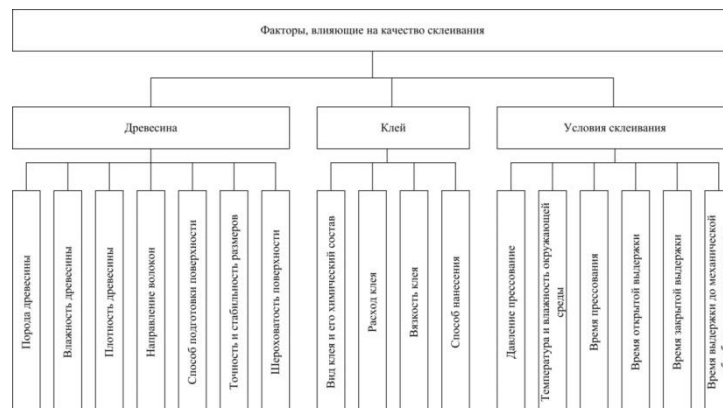 Факторы, влияющие на качество склеивания
Древесина
Клей
Условия склеивания
Порода древесины
Влажность древесины
Плотность древесины
Направление волокон
Способ подготовки поверхности
Точность и стабильность размеров
Шероховатость поверхности
Вид клея и его химический состав
Расход клея
Вязкость клея
Способ нанесения
Давление прессование
Температура и влажность окружающей
среды
Время прессования
Время открытой выдержки
Время закрытой выдержки
Время выдержки до механической